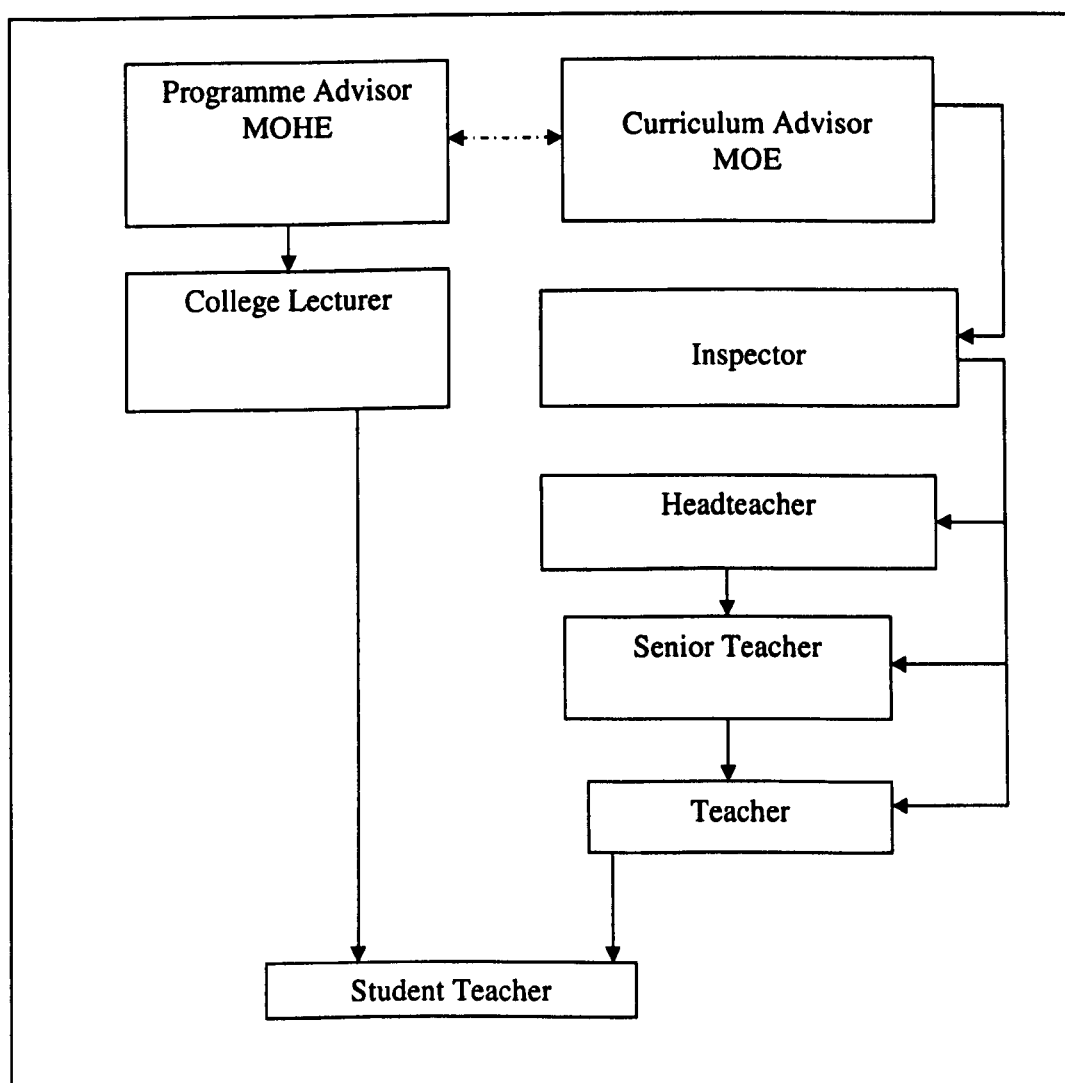 Programme Advisor
MOHE
Curriculum Advisor
MOE
College Lecturer
Inspector
Headteacher
Senior Teacher
Teacher
Student Teacher